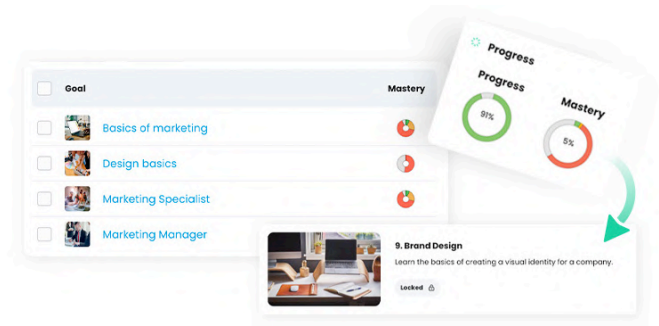 Goal Mastery
Basics of marketing
Design basics
Marketing Specialist
Marketing Manager
Progress
Progress
91%
Mastery
5%
9. Brand Design
Learn the basics of creating a visual identity for a company.
Locked